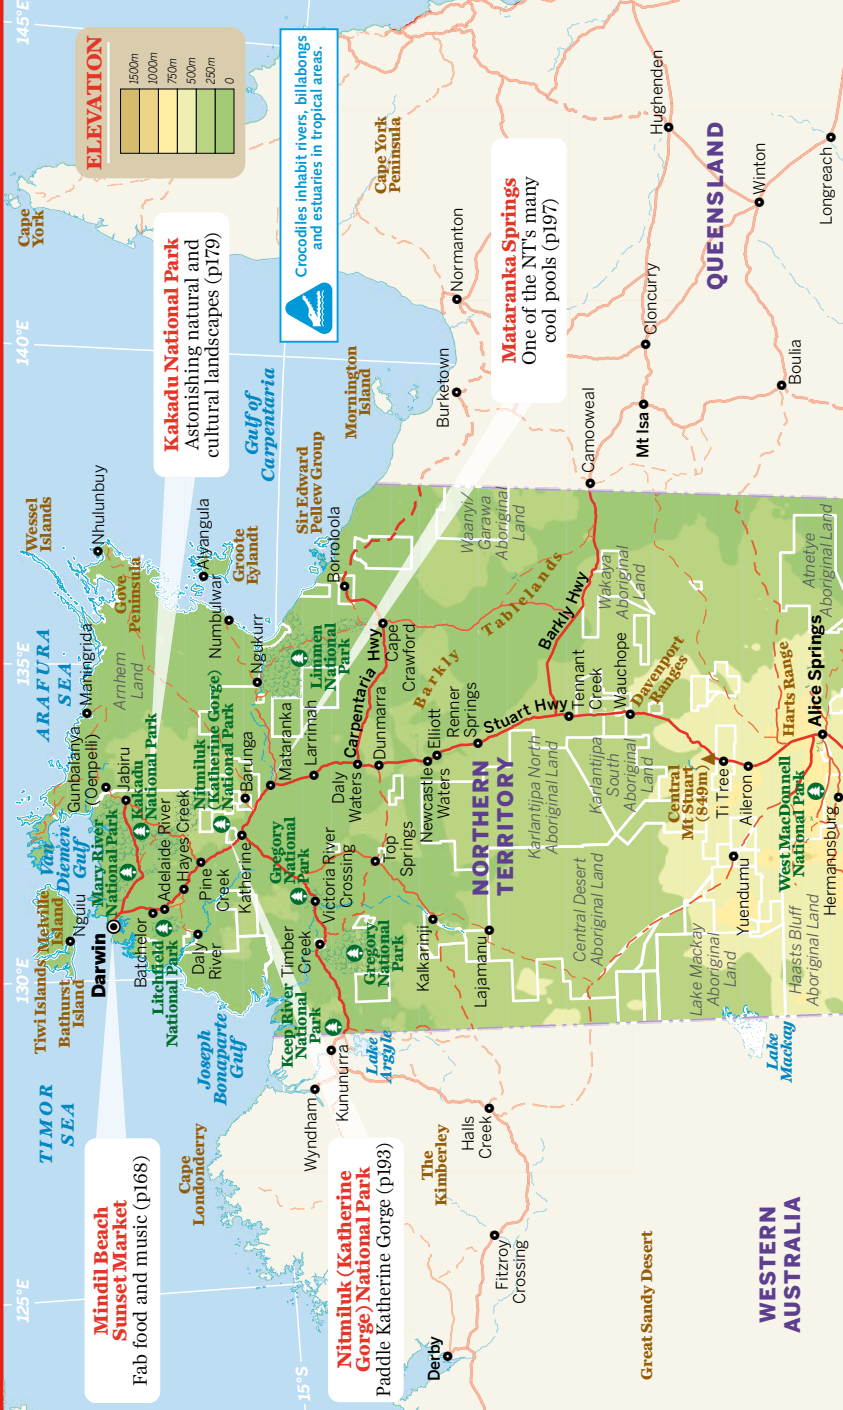 TIMOR
SEA
ARAFURA
SEA
Tiwi Islands
Bathurst
Island
Melville
Island
Nguiu
Van
Diemen
Gulf
Darwin
Wessel
Islands
Cape
York
145°E
140°E
135°E
130°E
125°E
15°S
ELEVATION
1500m
1000m
750m
500m
250m
0
Crocodiles inhabit rivers, billabongs
and estuaries in tropical areas.
Kakadu National Park
Astonishing natural and
cultural landscapes (p179)
Mataranka Springs
One of the NT's many
cool pools (p197)
Mindil Beach
Sunset Market
Fab food and music (p168)
Nitmiluk (Katherine
Gorge) National Park
Paddle Katherine Gorge (p193)
Gunbalanya
(Oenpelli)
Maningrida
Nhulunbuy
Gove
Peninsula
Arnhem
Land
Jabiru
Kakadu
National Park
Mary River
National Park
Batchelor
Adelaide River
Hayes Creek
Litchfield
National Park
Pine
Creek
Daly
River
Katherine
Nitmiluk
(Katherine Gorge)
National Park
Barunga
Alyangula
Groote
Eylandt
Numbulwar
Ngukurr
Gulf of
Carpentaria
Sir Edward
Pellew Group
Mornington
Island
Cape York
Peninsula
Joseph
Bonaparte
Gulf
Cape
Londonderry
Keep River
National
Park
Timber
Creek
Gregory
National
Park
Victoria River
Crossing
Gregory
National
Park
Mataranka
Larrimah
Limmen
National
Park
Borroloola
Carpentaria Hwy
Cape
Crawford
Daly
Waters
Dunmarra
Top
Springs
Newcastle
Waters
Elliott
Renner
Springs
Barkly Tablelands
Stuart Hwy
Barkly Hwy
Kalkarinji
Lajamanu
NORTHERN
TERRITORY
Waanyi/
Garawa
Aboriginal
Land
Karlantijpa North
Aboriginal Land
Karlantijpa
South
Aboriginal
Land
Central Desert
Aboriginal Land
Tennant
Creek
Wauchope
Davenport
Ranges
Wakaya
Aboriginal
Land
Central
Mt Stuart
(849m)
Ti Tree
Aileron
Yuendumu
Lake Mackay
Aboriginal
Land
Haasts Bluff
Aboriginal Land
West MacDonnell
National Park
Hermannsburg
Alice Springs
Harts Range
Atnetye
Aboriginal Land
Wyndham
Kununurra
Lake
Argyle
The
Kimberley
Halls
Creek
Fitzroy
Crossing
Derby
Great Sandy Desert
Lake
Mackay
WESTERN
AUSTRALIA
Burketown
Normanton
Camooweal
Mt Isa
Cloncurry
Boulia
Hughenden
Winton
Longreach
QUEENSLAND